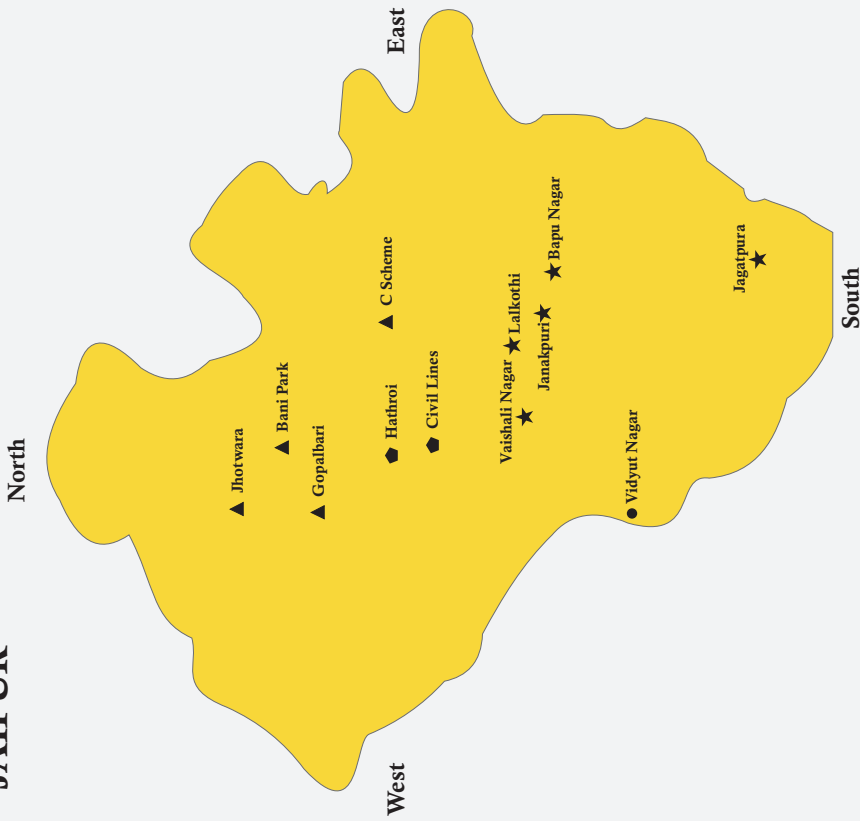 JAIPUR
North
Jhotwara
Bani Park
Gopalbari
West
Hathroi
C Scheme
East
Civil Lines
Vaishali Nagar
Lalkothi
Janakpuri
Bapu Nagar
Vidyut Nagar
Jagatpura
South